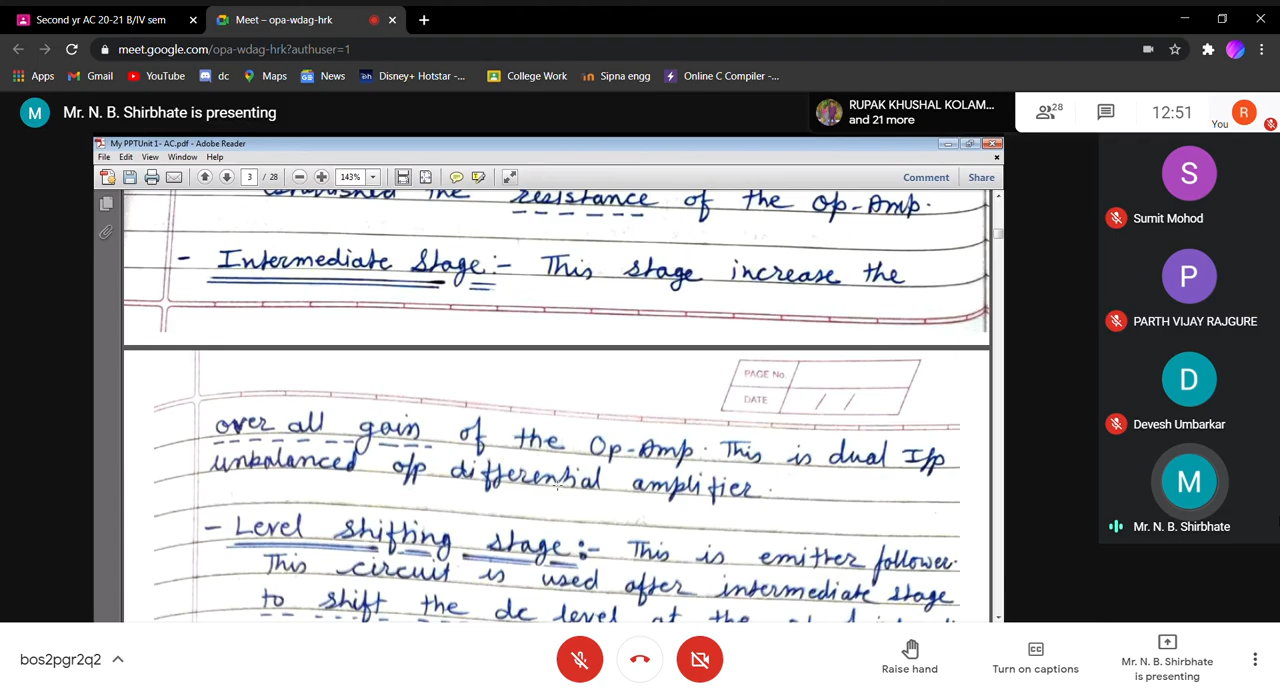 Second yr AC 20-21 B/IV sem
Meet – opa-wdag-hrk
meet.google.com/opa-wdag-hrk?authuser=1
Apps Gmail YouTube dc Maps News Disney+ Hotstar -... College Work Sipna engg Online C Compiler -...
M Mr. N. B. Shirbhate is presenting
RUPAK KHUSHAL KOLAM...
and 21 more
28
12:51
You
R
My PPTUnit 1- AC.pdf - Adobe Reader
File Edit View Window Help
3 / 28 143% Comment Share
the resistance of the Op-Amp.
- Intermediate Stage :- This stage increase the
PAGE No.
DATE / /
over all gain of the Op-Amp. This is dual I/p
unbalanced o/p differential amplifier.
- Level shifting stage :- This is emitter follower.
This circuit is used after intermediate stage
to shift the dc level at the
S
Sumit Mohod
P
PARTH VIJAY RAJGURE
D
Devesh Umbarkar
M
Mr. N. B. Shirbhate
bos2pgr2q2
Raise hand
CC
Turn on captions
Mr. N. B. Shirbhate
is presenting